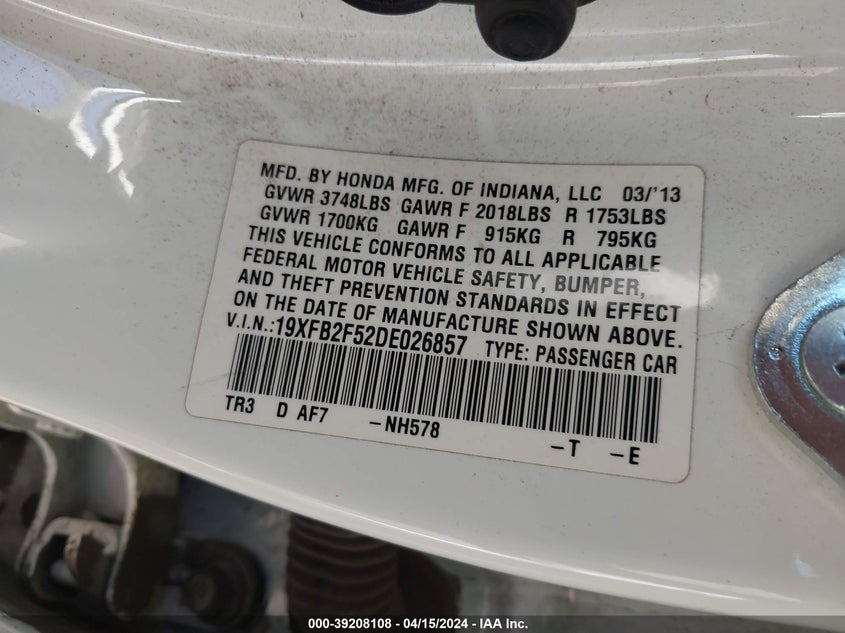 MFD. BY HONDA MFG. OF INDIANA, LLC 03/'13
GVWR 3748LBS GAWR F 2018LBS R 1753LBS
GVWR 1700KG GAWR F 915KG R 795KG
THIS VEHICLE CONFORMS TO ALL APPLICABLE
FEDERAL MOTOR VEHICLE SAFETY, BUMPER,
AND THEFT PREVENTION STANDARDS IN EFFECT
ON THE DATE OF MANUFACTURE SHOWN ABOVE.
V.I.N.:19XFB2F52DE026857 TYPE: PASSENGER CAR
TR3 D AF7 -NH578 -T -E
000-39208108 - 04/15/2024 - IAA Inc.